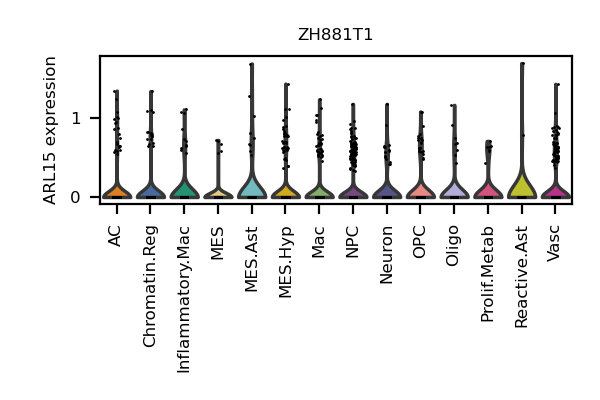 ZH881T1
ARL15 expression
1
0
AC
Chromatin.Reg
Inflammatory.Mac
MES
MES.Ast
MES.Hyp
Mac
NPC
Neuron
OPC
Oligo
Prolif.Metab
Reactive.Ast
Vasc